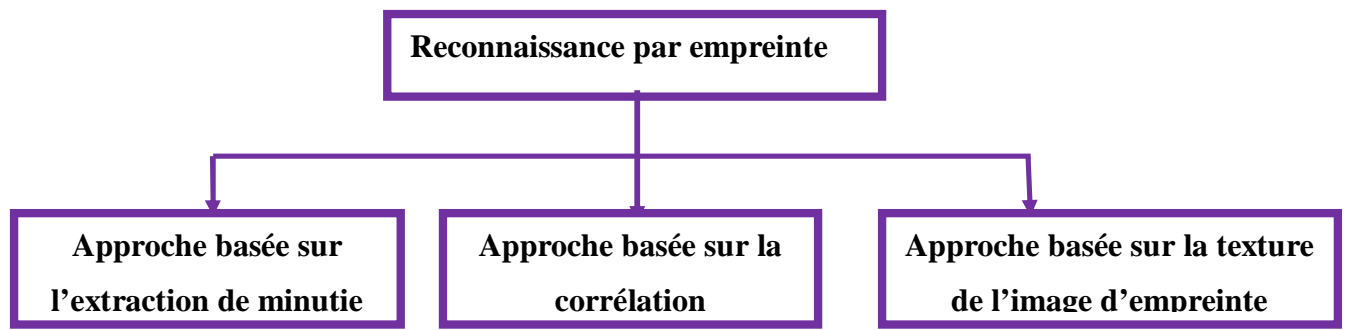 Reconnaissance par empreinte
Approche basée sur
l’extraction de minutie
Approche basée sur la
corrélation
Approche basée sur la texture
de l’image d’empreinte